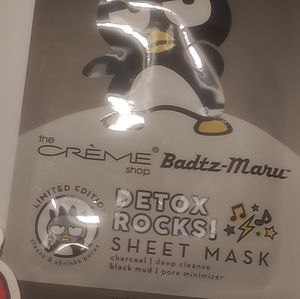 the
CRÈME®
shop
Badtz-Maru™
LIMITED EDITION
cleans & shrinks pores
DETOX
ROCKS!
SHEET MASK
charcoal | deep cleanse
black mud | pore minimizer